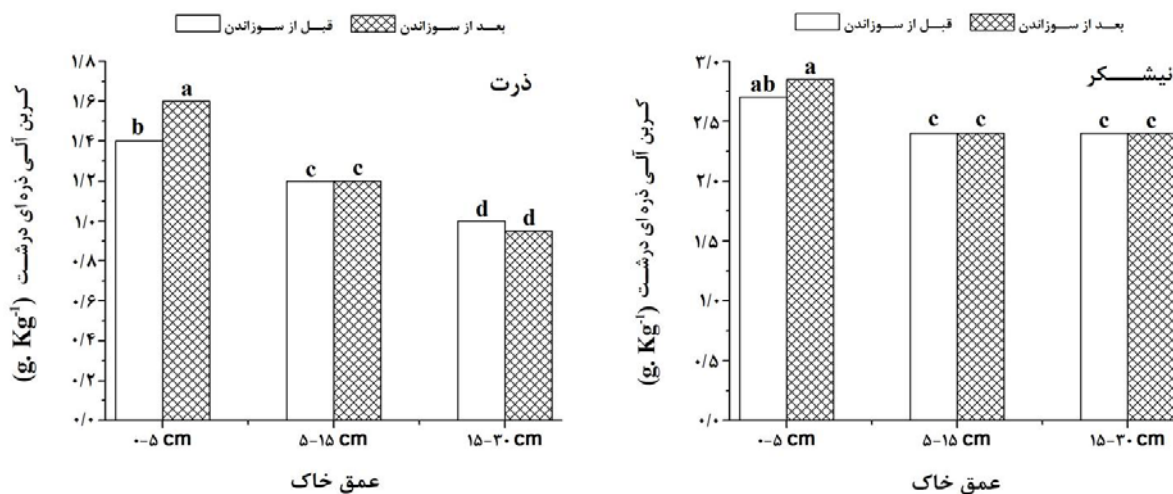 قبل از سوزاندن
بعد از سوزاندن
ذرت
کربن آلی ذره ای درشت (g. Kg-1)
۱/۸
۱/۶
۱/۴
۱/۲
۱/۰
۰/۸
۰/۶
۰/۴
۰/۲
۰/۰
b
a
c
c
d
d
۰-۵ cm
۵-۱۵ cm
۱۵-۳۰ cm
عمق خاک
قبل از سوزاندن
بعد از سوزاندن
نیشکر
کربن آلی ذره ای درشت (g. Kg-1)
۳/۰
۲/۵
۲/۰
۱/۵
۱/۰
۰/۵
۰/۰
ab
a
c
c
c
c
۰-۵ cm
۵-۱۵ cm
۱۵-۳۰ cm
عمق خاک